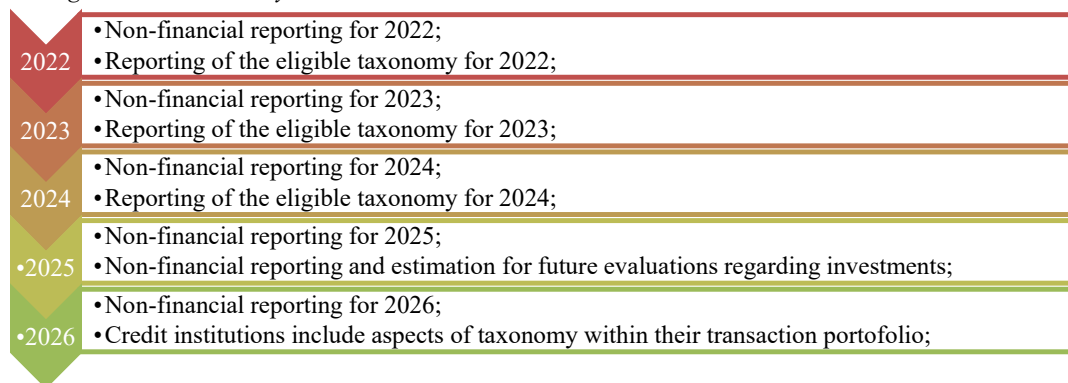 •Non-financial reporting for 2022;
2022
•Reporting of the eligible taxonomy for 2022;
•Non-financial reporting for 2023;
2023
•Reporting of the eligible taxonomy for 2023;
•Non-financial reporting for 2024;
2024
•Reporting of the eligible taxonomy for 2024;
•Non-financial reporting for 2025;
•2025
•Non-financial reporting and estimation for future evaluations regarding investments;
•Non-financial reporting for 2026;
•2026
•Credit institutions include aspects of taxonomy within their transaction portofolio;